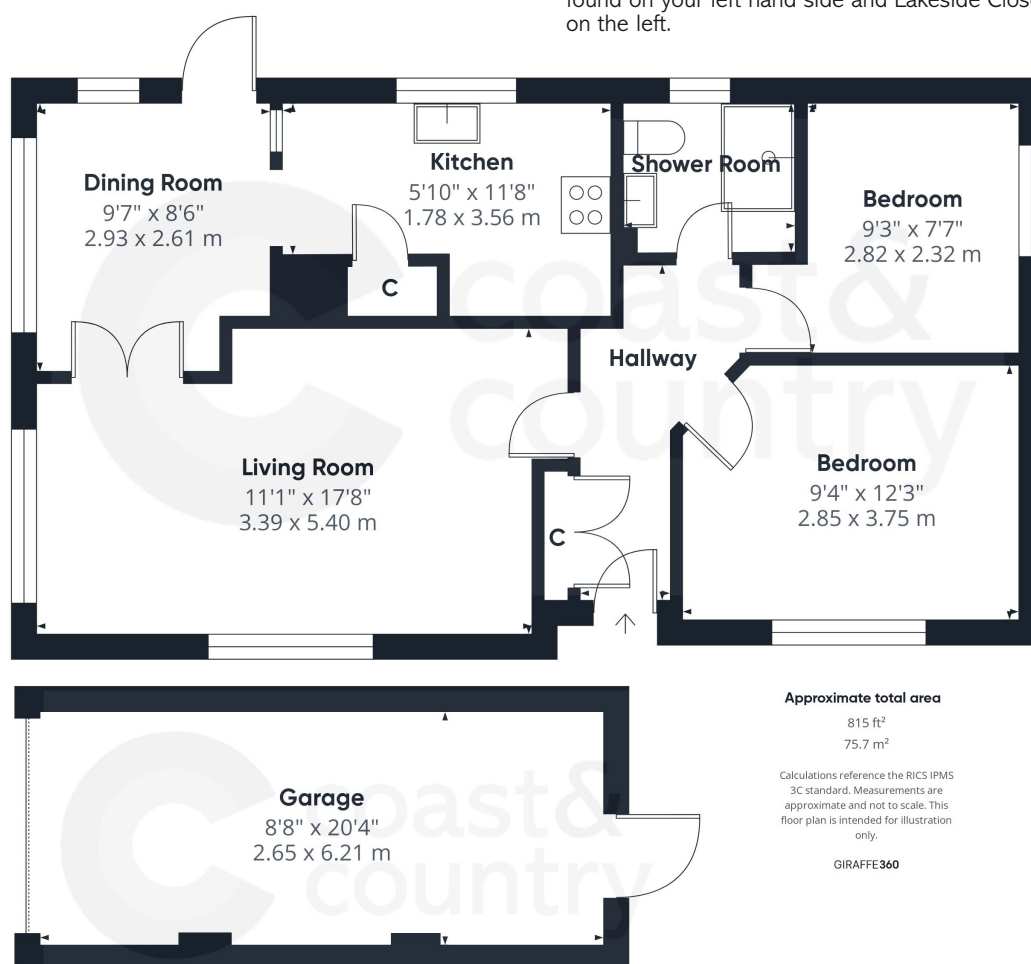 found on your left hand side and Lakeside Close
on the left.
Dining Room
9'7" x 8'6"
2.93 x 2.61 m
Kitchen
5'10" x 11'8"
1.78 x 3.56 m
Shower Room
Bedroom
9'3" x 7'7"
2.82 x 2.32 m
C
Hallway
Living Room
11'1" x 17'8"
3.39 x 5.40 m
C
Bedroom
9'4" x 12'3"
2.85 x 3.75 m
coast&
country
Garage
8'8" x 20'4"
2.65 x 6.21 m
coast&
country
Approximate total area
815 ft²
75.7 m²
Calculations reference the RICS IPMS
3C standard. Measurements are
approximate and not to scale. This
floor plan is intended for illustration
only.
GIRAFFE360